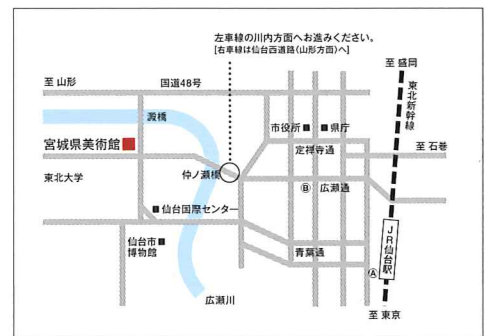 左車線の川内方面へお進みください。
[右車線は仙台西道路(山形方面)へ]
至 盛岡
至 山形
国道48号
東北新幹線
澱橋
市役所
県庁
宮城県美術館
定禅寺通
至 石巻
東北大学
仲ノ瀬橋
Ⓑ 広瀬通
仙台国際センター
仙台市
博物館
青葉通
JR仙台駅
Ⓐ
広瀬川
至 東京